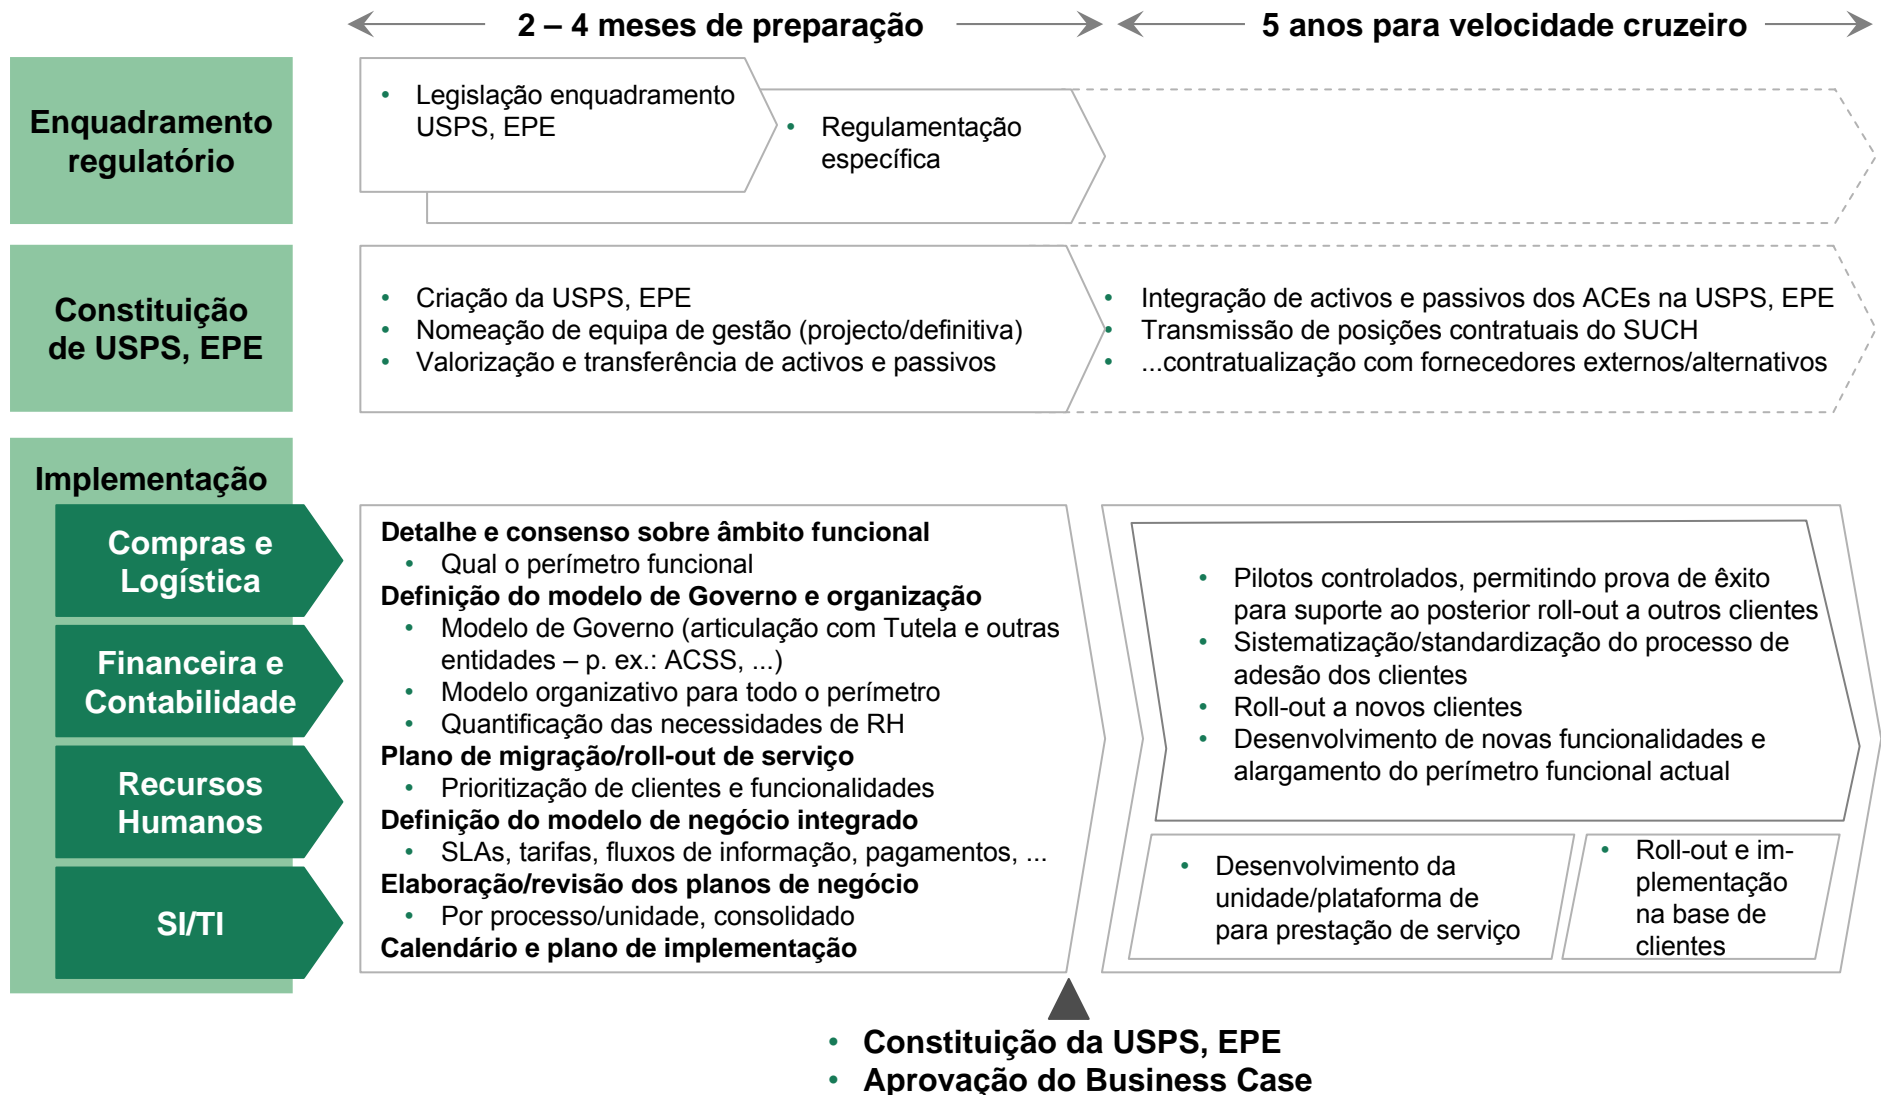 2 – 4 meses de preparação
5 anos para velocidade cruzeiro
Enquadramento
regulatório
• Legislação enquadramento
USPS, EPE
• Regulamentação
específica
Constituição
de USPS, EPE
• Criação da USPS, EPE
• Nomeação de equipa de gestão (projecto/definitiva)
• Valorização e transferência de activos e passivos
• Integração de activos e passivos dos ACEs na USPS, EPE
• Transmissão de posições contratuais do SUCH
• ...contratualização com fornecedores externos/alternativos
Implementação
Compras e
Logística
Financeira e
Contabilidade
Recursos
Humanos
SI/TI
Detalhe e consenso sobre âmbito funcional
• Qual o perímetro funcional
Definição do modelo de Governo e organização
• Modelo de Governo (articulação com Tutela e outras
entidades – p. ex.: ACSS, ...)
• Modelo organizativo para todo o perímetro
• Quantificação das necessidades de RH
Plano de migração/roll-out de serviço
• Prioritização de clientes e funcionalidades
Definição do modelo de negócio integrado
• SLAs, tarifas, fluxos de informação, pagamentos, ...
Elaboração/revisão dos planos de negócio
• Por processo/unidade, consolidado
Calendário e plano de implementação
• Pilotos controlados, permitindo prova de êxito
para suporte ao posterior roll-out a outros clientes
• Sistematização/standardização do processo de
adesão dos clientes
• Roll-out a novos clientes
• Desenvolvimento de novas funcionalidades e
alargamento do perímetro funcional actual
• Desenvolvimento da
unidade/plataforma de
para prestação de serviço
• Roll-out e im-
plementação
na base de
clientes
• Constituição da USPS, EPE
• Aprovação do Business Case